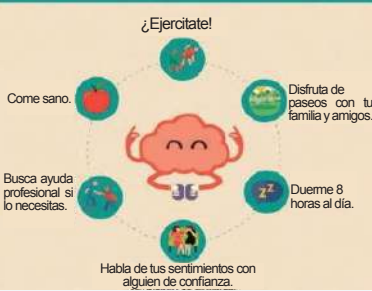 ¿Ejercitate!
Come sano.
Disfruta de
paseos con tu
familia y amigos.
Busca ayuda
profesional si
lo necesitas.
Duerme 8
horas al día.
Habla de tus sentimientos con
alguien de confianza.